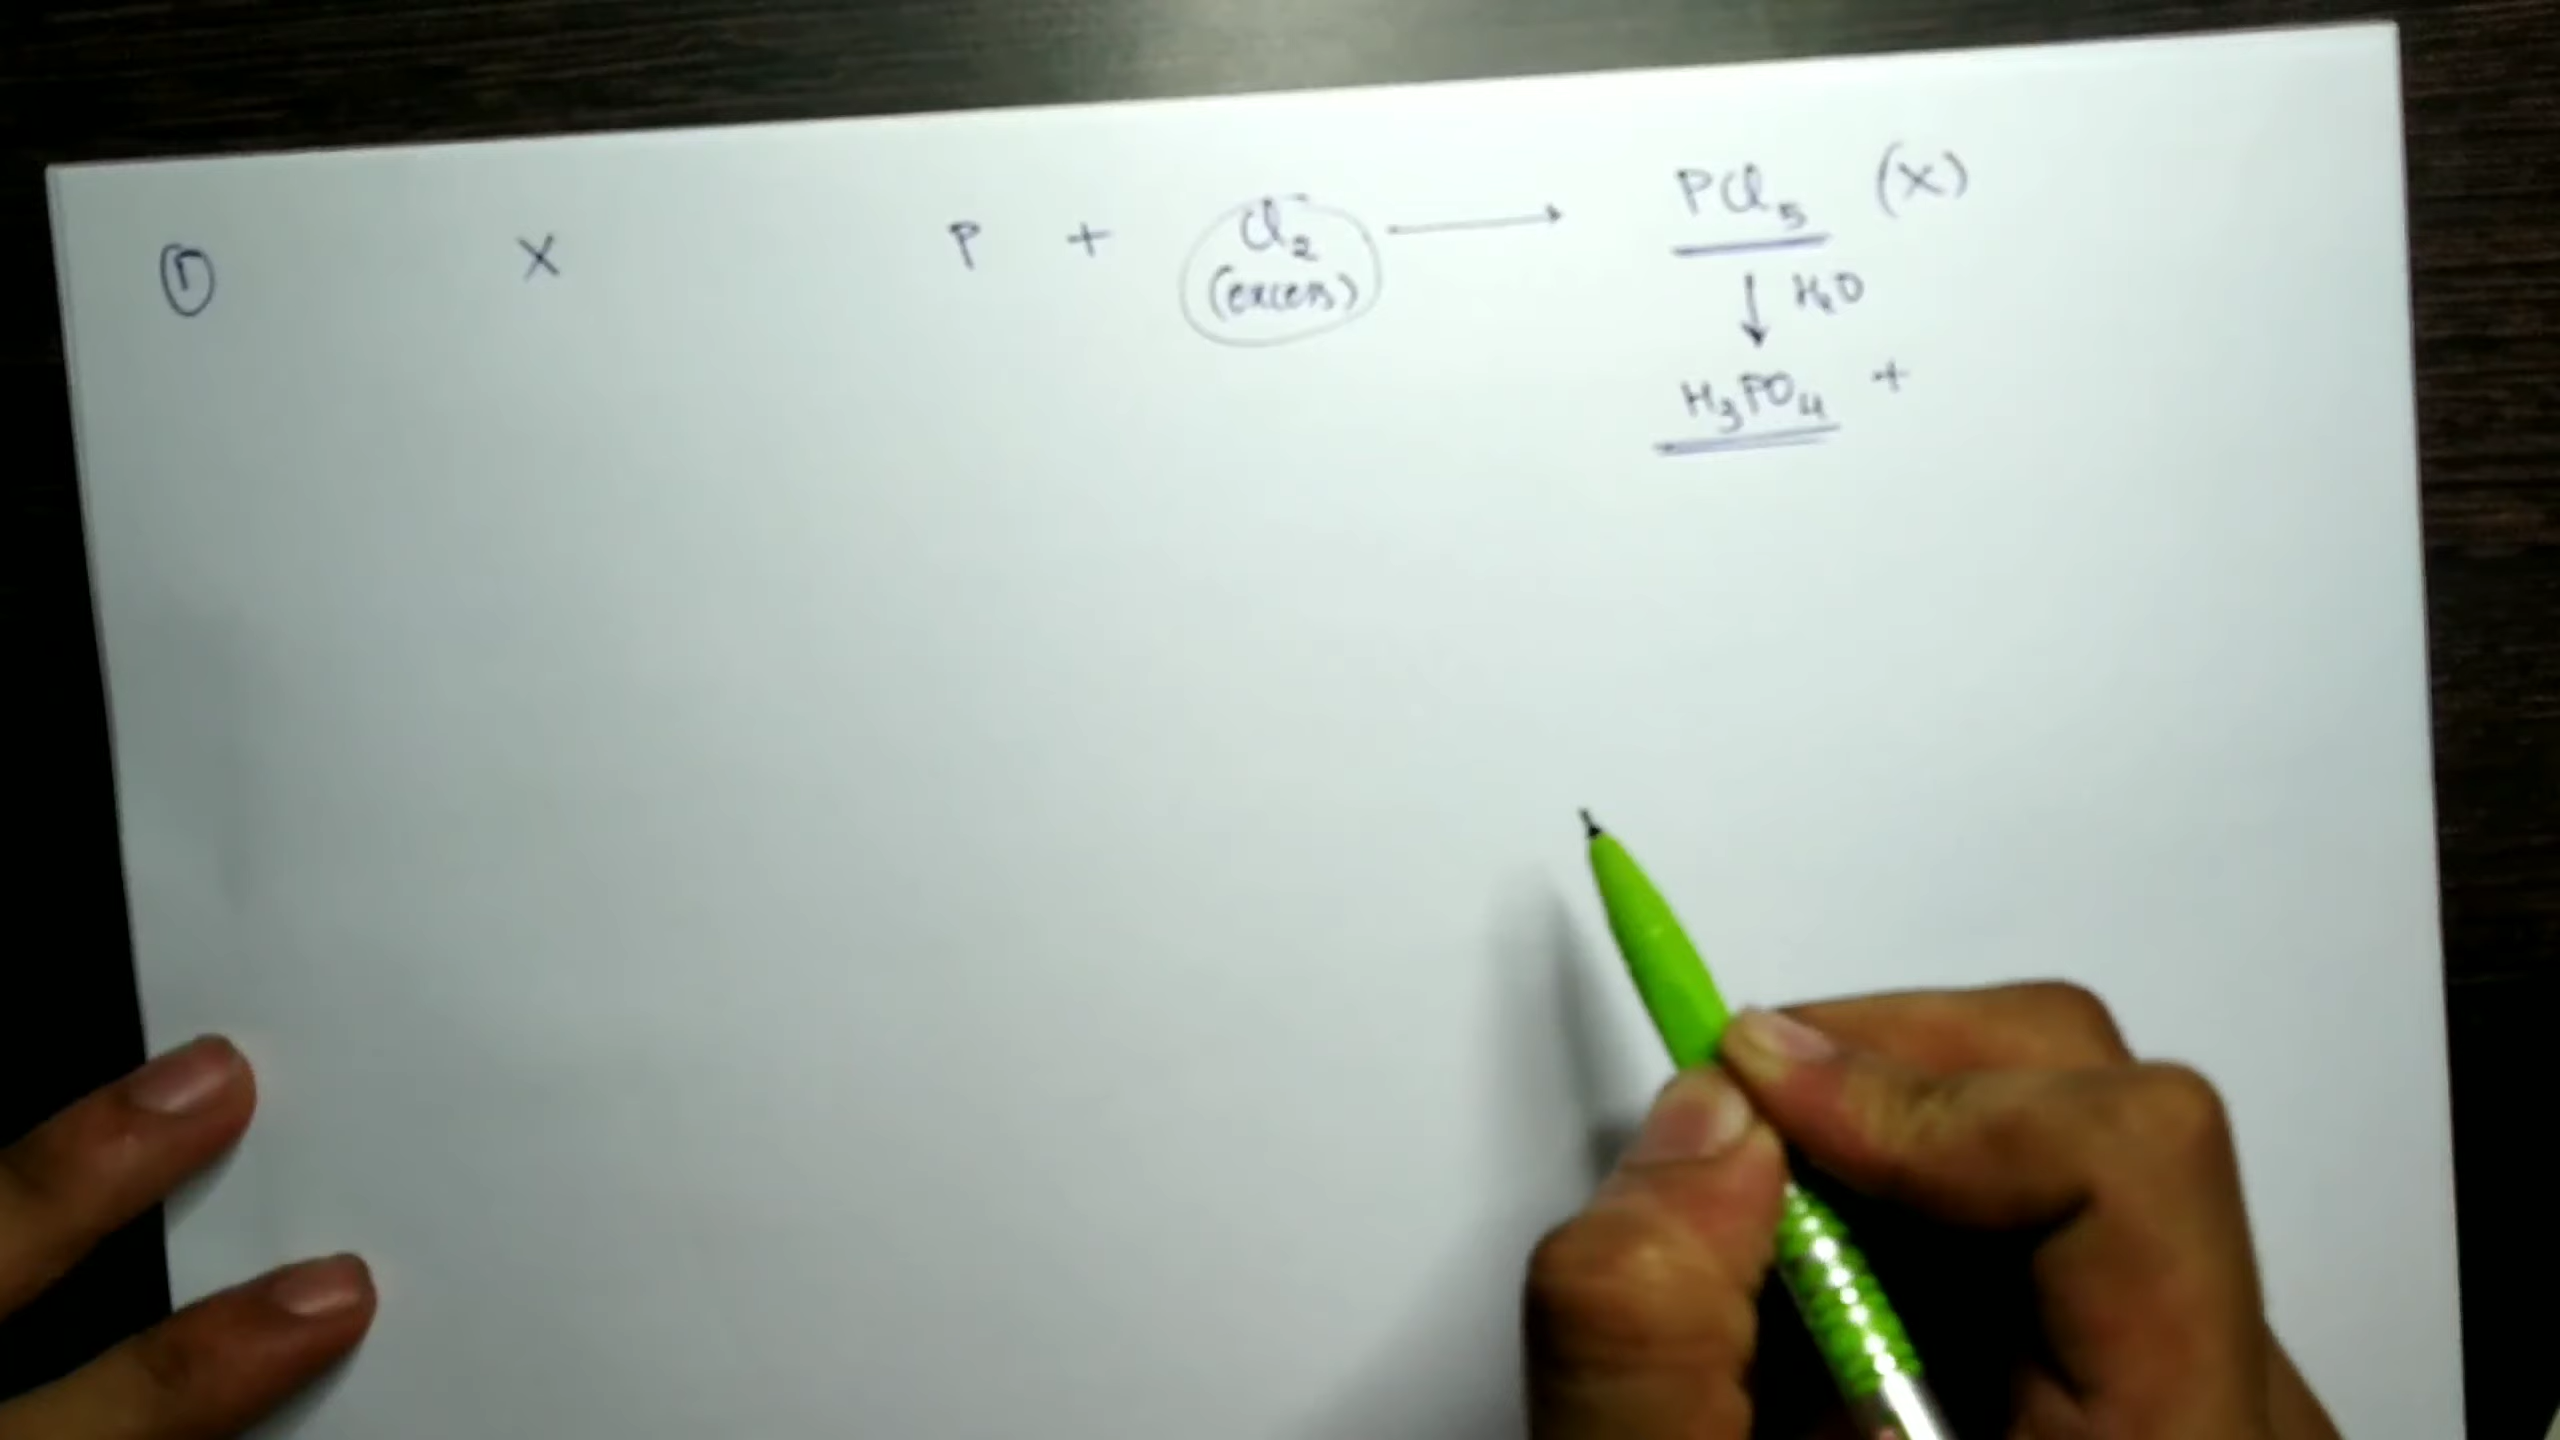 ① X P + Cl₂ ⟶ PCl₅ (X)
(excess)
↓ H₂O
H₃PO₄ +